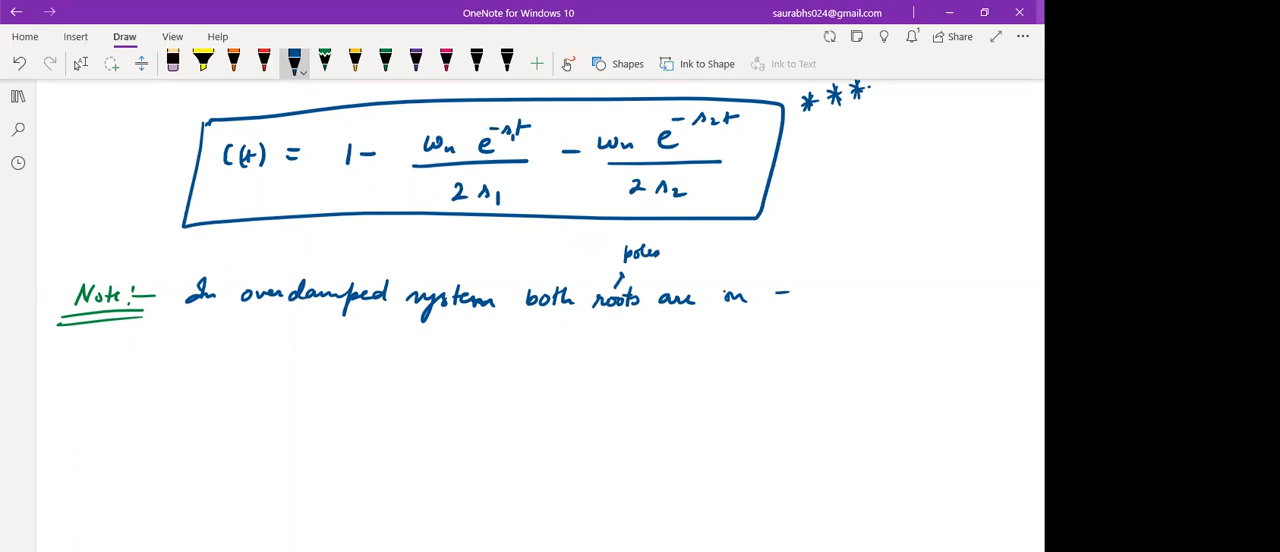 OneNote for Windows 10
saurabhs024@gmail.com
Home Insert Draw View Help
Share
Shapes Ink to Shape Ink to Text
C(t) = 1 - ωn e^{-s1t} / 2 s1 - ωn e^{-s2t} / 2 s2
***
poles
Note:- In overdamped system both roots are in -